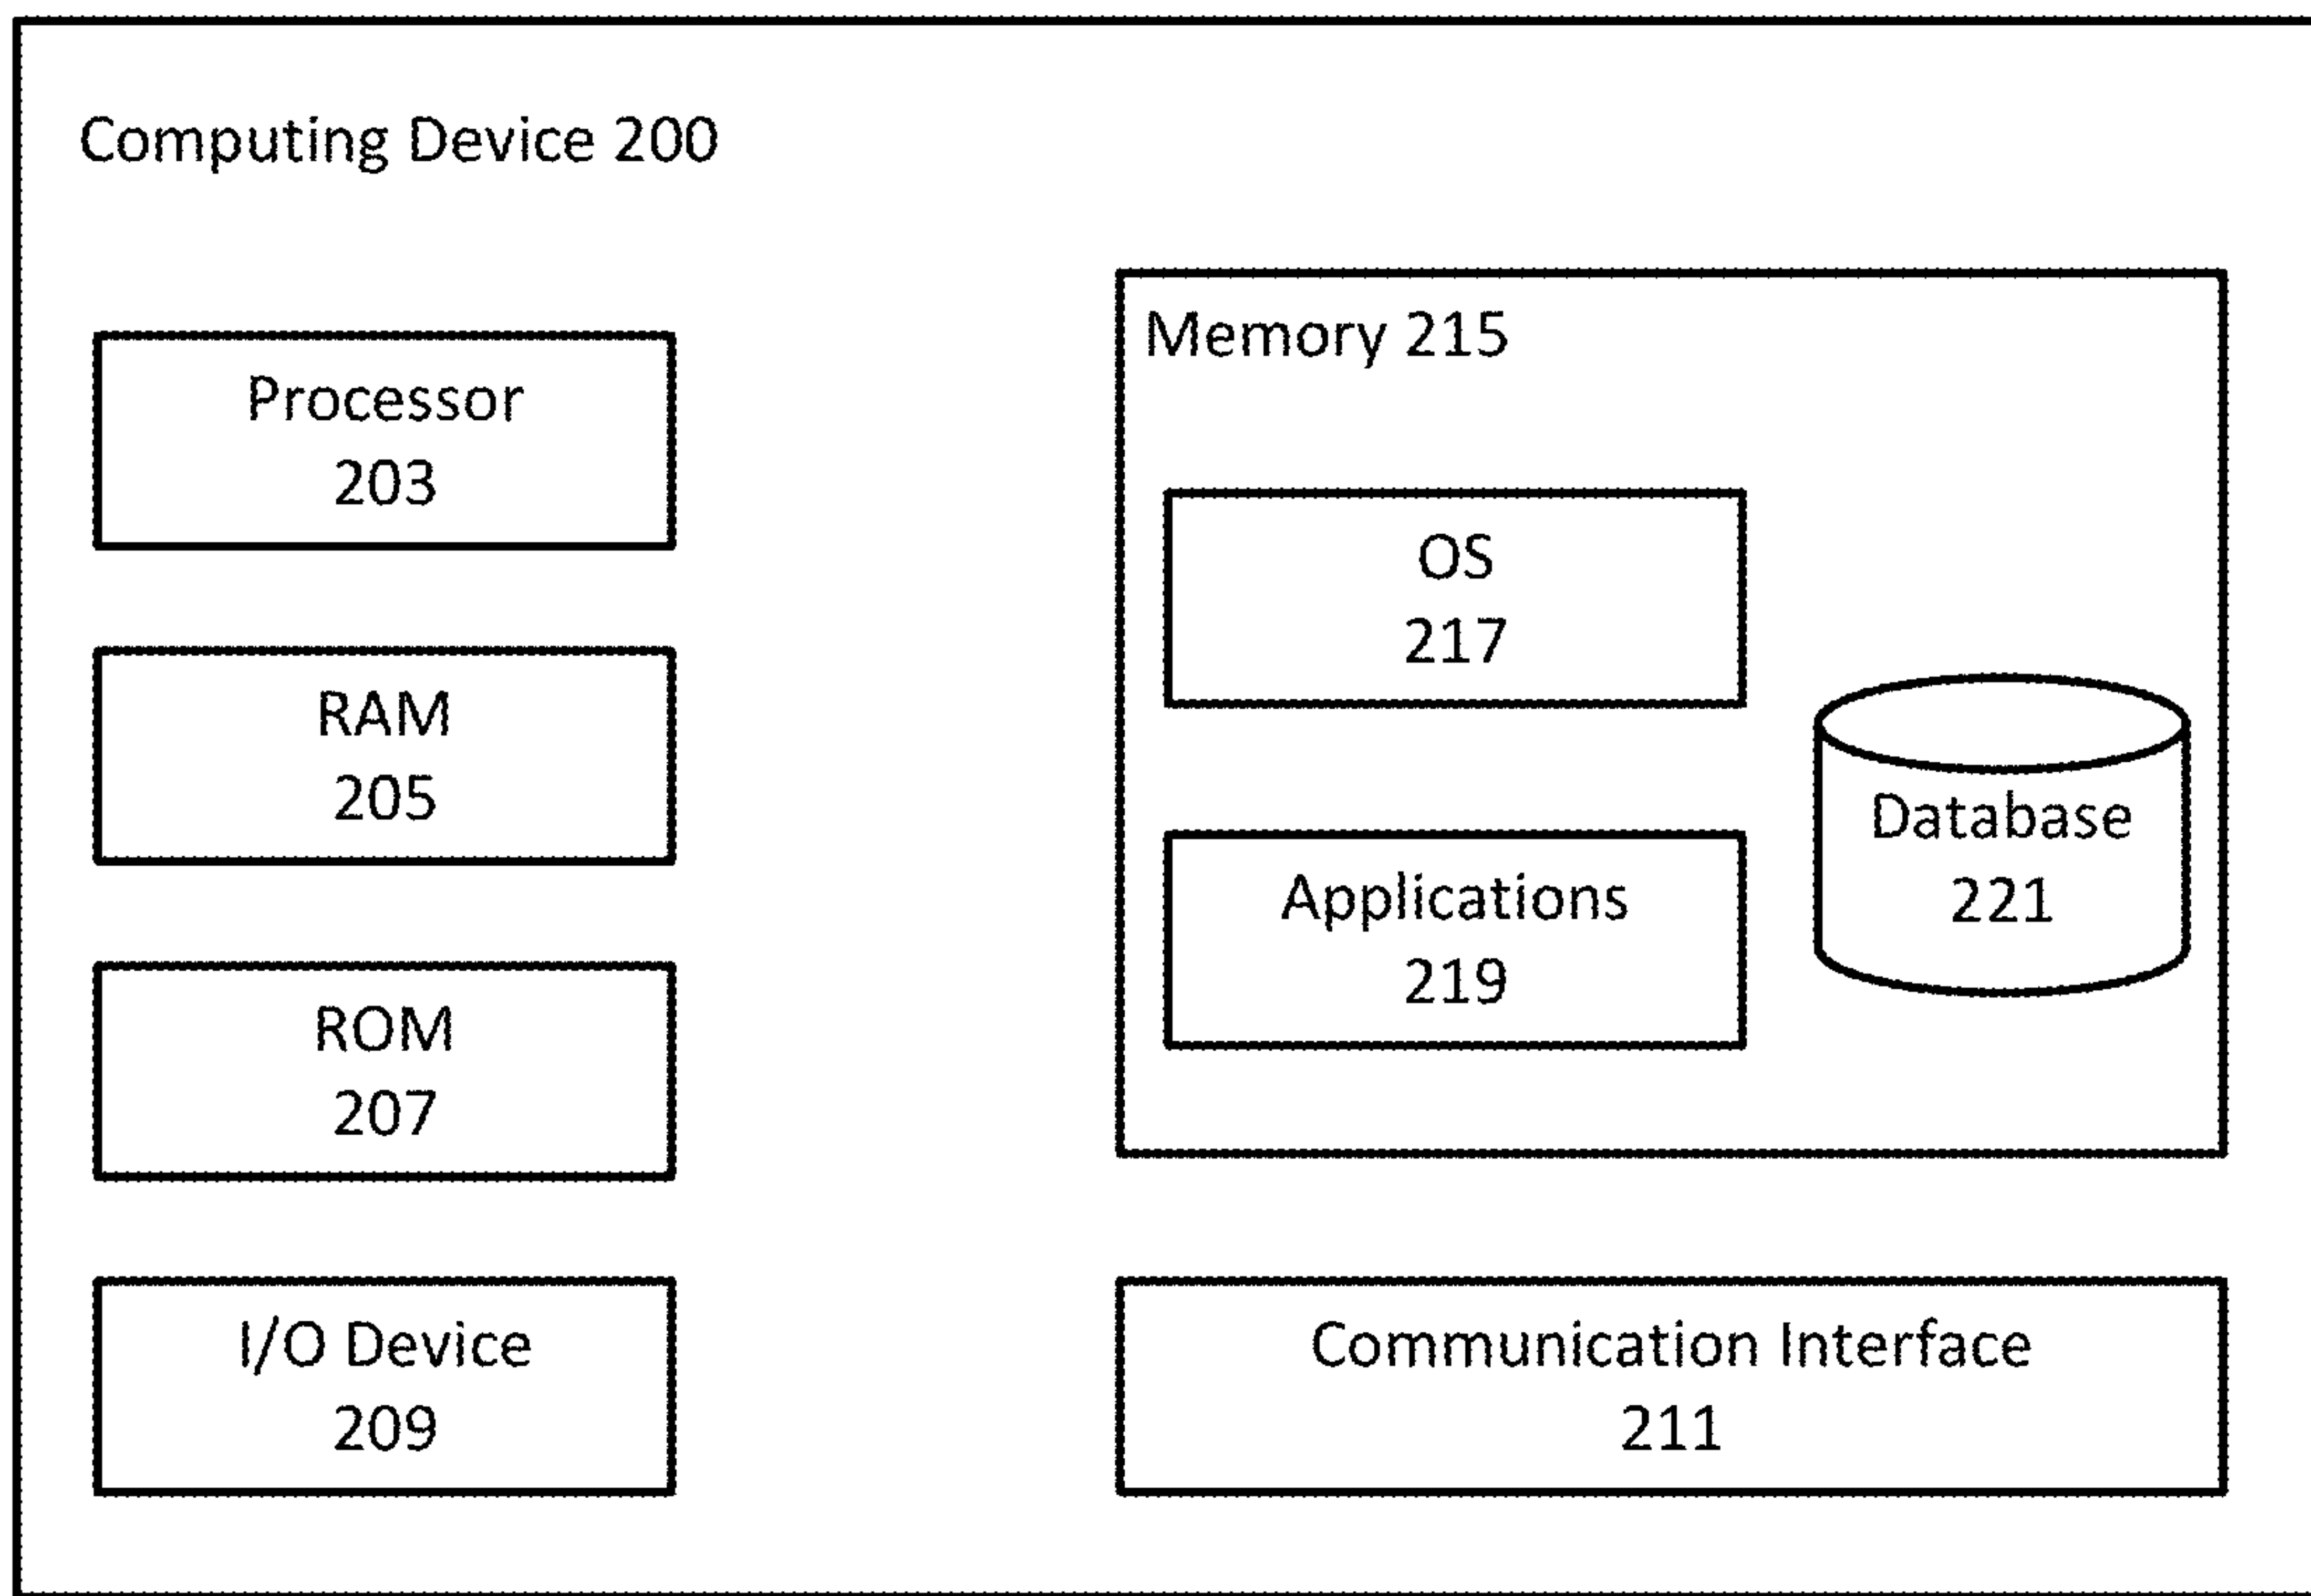 Computing Device 200
Processor
203
RAM
205
ROM
207
I/O Device
209
Memory 215
OS
217
Applications
219
Database
221
Communication Interface
211